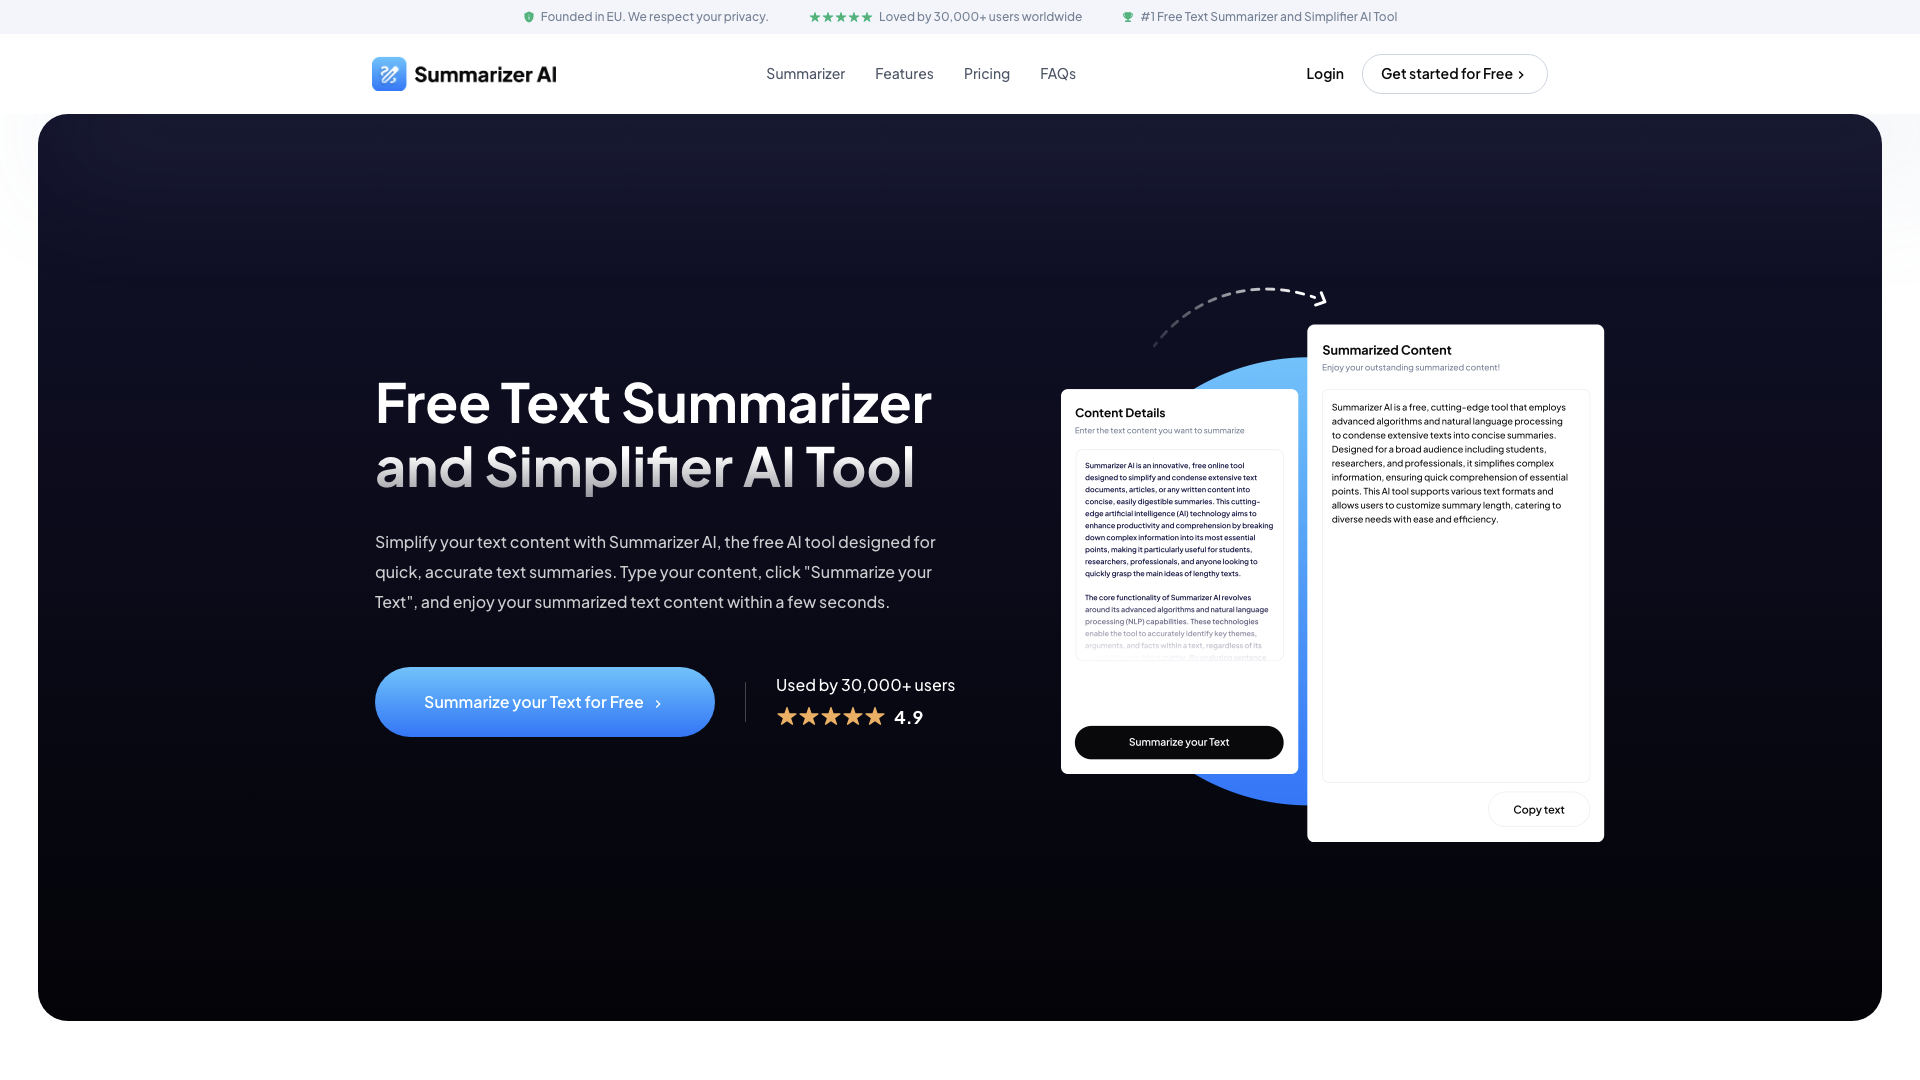 Founded in EU. We respect your privacy.
Loved by 30,000+ users worldwide
#1 Free Text Summarizer and Simplifier AI Tool
Summarizer AI
Summarizer
Features
Pricing
FAQs
Login
Get started for Free
Free Text Summarizer
and Simplifier AI Tool
Simplify your text content with Summarizer AI, the free AI tool designed for
quick, accurate text summaries. Type your content, click "Summarize your
Text", and enjoy your summarized text content within a few seconds.
Summarize your Text for Free
Used by 30,000+ users
4.9
Content Details
Enter the text content you want to summarize
Summarizer AI is an innovative, free online tool
designed to simplify and condense extensive text
documents, articles, or any written content into
concise, easily digestible summaries. This cutting-
edge artificial intelligence (AI) technology aims to
enhance productivity and comprehension by breaking
down complex information into its most essential
points, making it particularly useful for students,
researchers, professionals, and anyone looking to
quickly grasp the main ideas of lengthy texts.
The core functionality of Summarizer AI revolves
around its advanced algorithms and natural language
processing (NLP) capabilities. These technologies
enable the tool to accurately identify key themes,
arguments, and facts within a text, regardless of its
Summarize your Text
Summarized Content
Enjoy your outstanding summarized content!
Summarizer AI is a free, cutting-edge tool that employs
advanced algorithms and natural language processing
to condense extensive texts into concise summaries.
Designed for a broad audience including students,
researchers, and professionals, it simplifies complex
information, ensuring quick comprehension of essential
points. This AI tool supports various text formats and
allows users to customize summary length, catering to
diverse needs with ease and efficiency.
Copy text